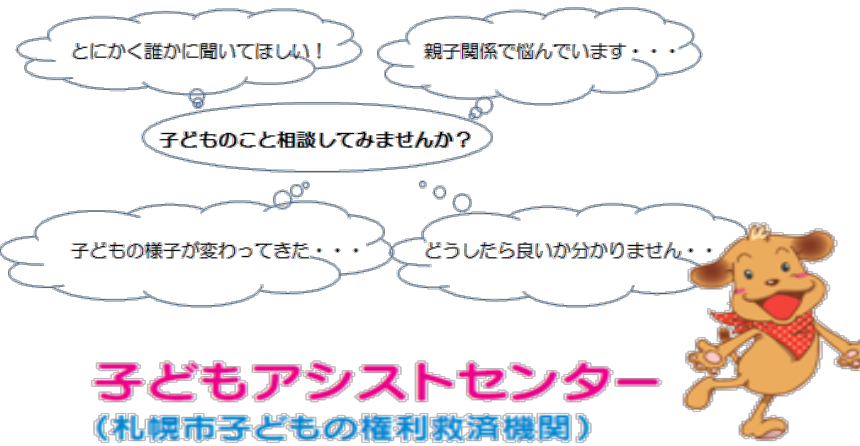 とにかく誰かに聞いてほしい！
親子関係で悩んでいます・・・
子どものこと相談してみませんか？
子どもの様子が変わってきた・・・
どうしたら良いか分かりません・・
子どもアシストセンター
（札幌市子どもの権利救済機関）